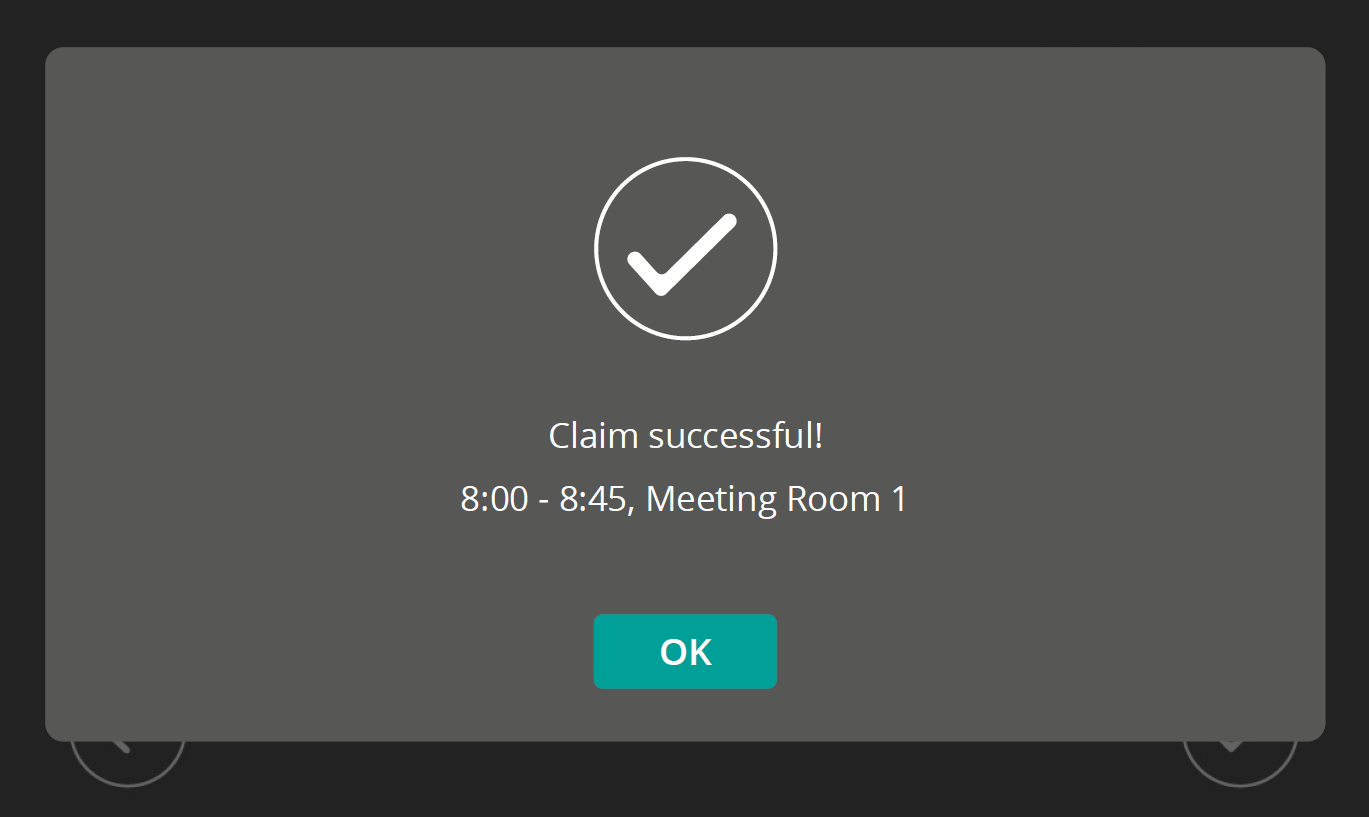 Claim successful!
8:00 - 8:45, Meeting Room 1
OK